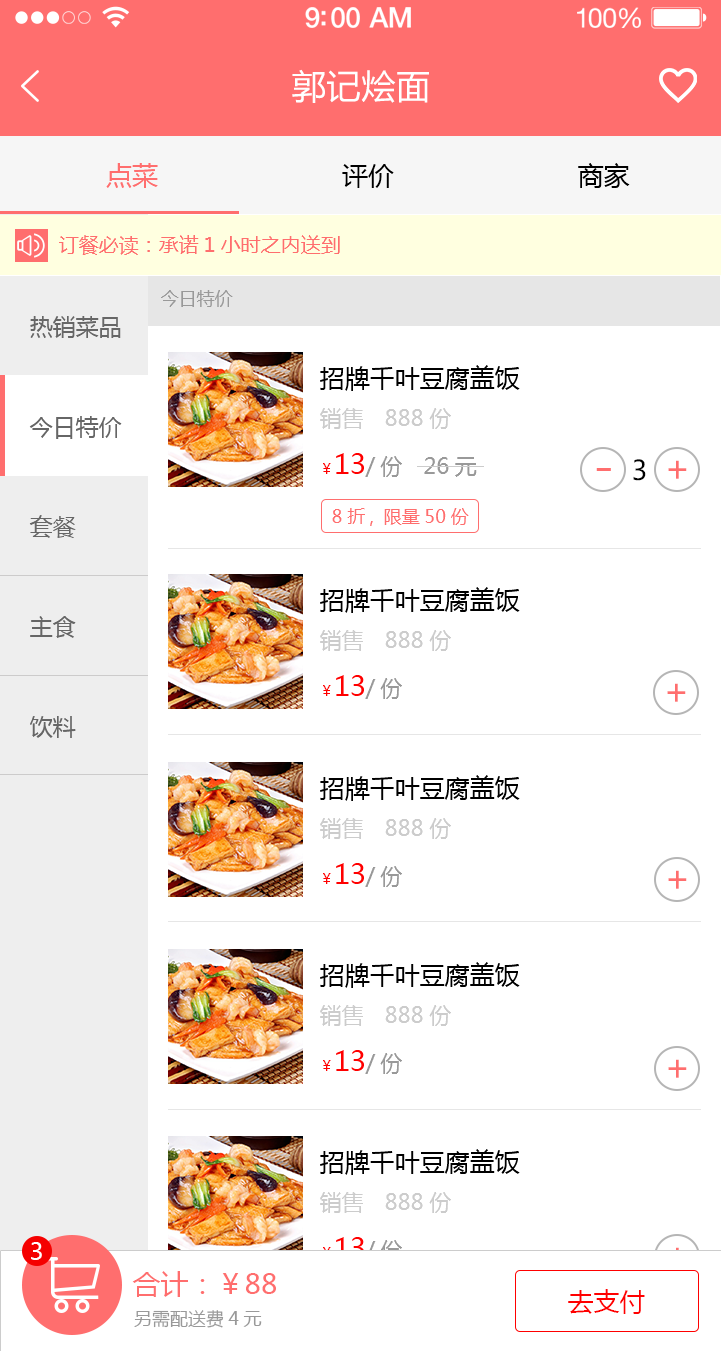 9:00 AM 100%
郭记烩面
点菜 评价 商家
订餐必读：承诺 1 小时之内送到
热销菜品
今日特价
套餐
主食
饮料
今日特价
招牌千叶豆腐盖饭
销售 888 份
¥13/ 份 26 元
3
8 折，限量 50 份
招牌千叶豆腐盖饭
销售 888 份
¥13/ 份
招牌千叶豆腐盖饭
销售 888 份
¥13/ 份
招牌千叶豆腐盖饭
销售 888 份
¥13/ 份
招牌千叶豆腐盖饭
销售 888 份
¥13/ 份
3
合计：￥88
另需配送费 4 元
去支付